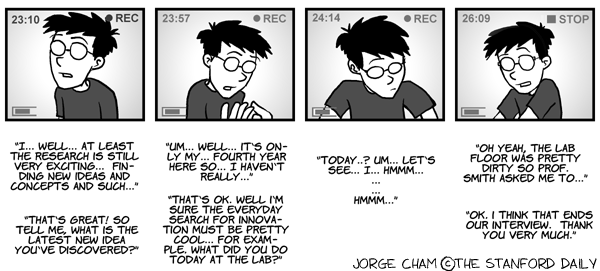 23:10 REC
"I... WELL... AT LEAST
THE RESEARCH IS STILL
VERY EXCITING... FIN-
DING NEW IDEAS AND
CONCEPTS AND SUCH..."
"THAT'S GREAT! SO
TELL ME, WHAT IS THE
LATEST NEW IDEA
YOU'VE DISCOVERED?"
23:57 REC
"UM... WELL... IT'S ON-
LY MY... FOURTH YEAR
HERE SO... I HAVEN'T
REALLY..."
"THAT'S OK. WELL I'M
SURE THE EVERYDAY
SEARCH FOR INNOVA-
TION MUST BE PRETTY
COOL... FOR EXAM-
PLE. WHAT DID YOU DO
TODAY AT THE LAB?"
24:14 REC
"TODAY..? UM... LET'S
SEE... I... HMMM...
...
...
HMMM..."
26:09 STOP
"OH YEAH, THE LAB
FLOOR WAS PRETTY
DIRTY SO PROF.
SMITH ASKED ME TO..."
"OK. I THINK THAT ENDS
OUR INTERVIEW. THANK
YOU VERY MUCH."
JORGE CHAM ©THE STANFORD DAILY